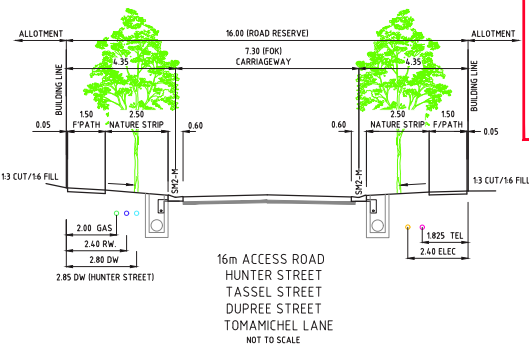 ALLOTMENT 16.00 (ROAD RESERVE) ALLOTMENT
7.30 (FOK)
4.35 CARRIAGEWAY 4.35
BUILDING LINE BUILDING LINE
1.50 2.50 2.50 1.50
0.05 F'PATH NATURE STRIP 0.60 0.60 NATURE STRIP F/PATH 0.05
1:3 CUT/1:6 FILL SM2-M SM2-M 1:3 CUT/1:6 FILL
2.00 GAS 1.825 TEL
2.40 RW. 2.40 ELEC
2.80 DW
2.85 DW (HUNTER STREET)
16m ACCESS ROAD
HUNTER STREET
TASSEL STREET
DUPREE STREET
TOMAMICHEL LANE
NOT TO SCALE